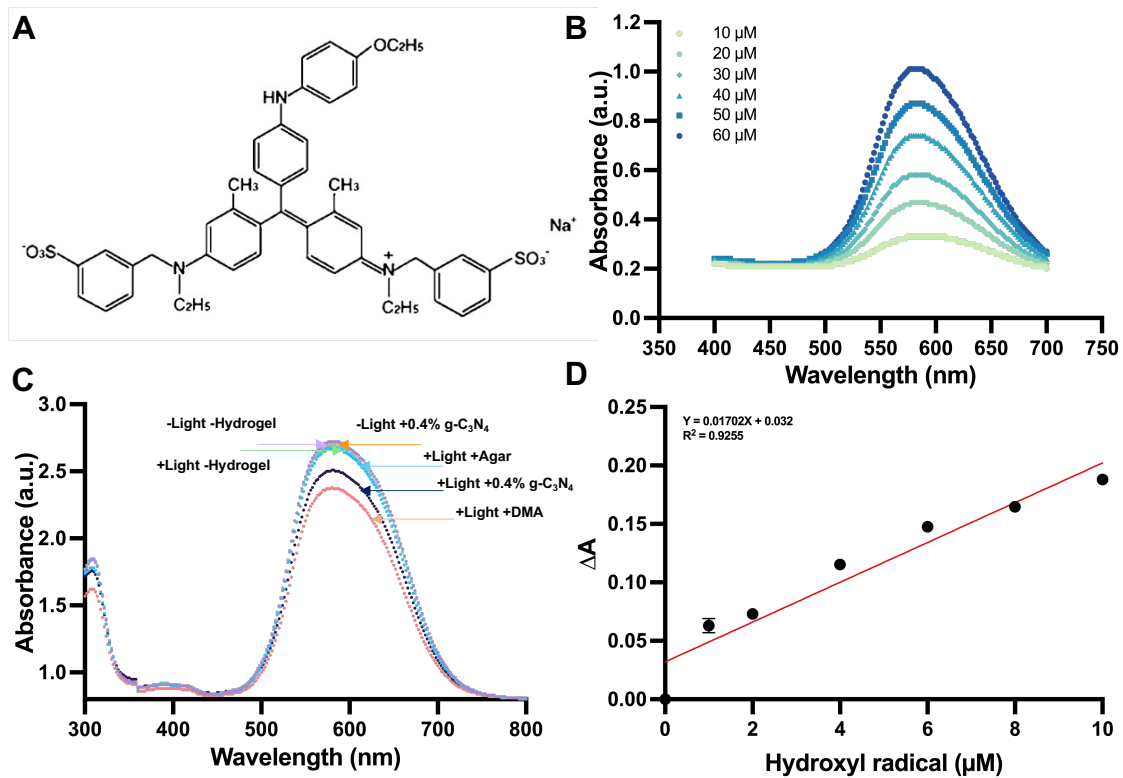 A
OC₂H₅
HN
CH₃
CH₃
Na⁺
⁻O₃S
SO₃⁻
N
N
+
C₂H₅
C₂H₅
B
10 µM
20 µM
30 µM
40 µM
50 µM
60 µM
Absorbance (a.u.)
1.2
1.0
0.8
0.6
0.4
0.2
0.0
350 400 450 500 550 600 650 700 750
Wavelength (nm)
C
-Light -Hydrogel
-Light +0.4% g-C₃N₄
+Light -Hydrogel
+Light +Agar
+Light +0.4% g-C₃N₄
+Light +DMA
Absorbance (a.u.)
3.0
2.5
2.0
1.5
1.0
300 400 500 600 700 800
Wavelength (nm)
D
Y = 0.01702X + 0.032
R² = 0.9255
ΔA
0.25
0.20
0.15
0.10
0.05
0.00
0 2 4 6 8 10
Hydroxyl radical (µM)